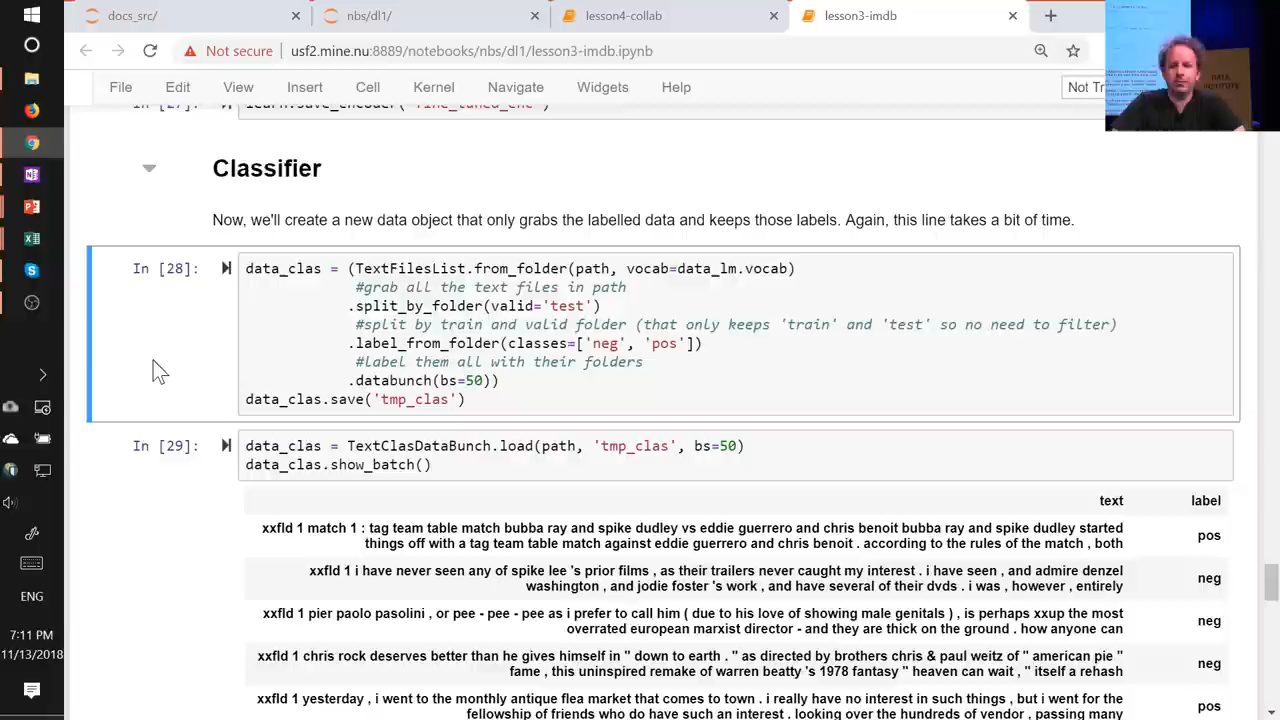 docs_src/
nbs/dl1/
lesson4-collab
lesson3-imdb
Not secure
usf2.mine.nu:8889/notebooks/nbs/dl1/lesson3-imdb.ipynb
File Edit View Insert Cell Navigate Widgets Help
Not Tr
Classifier
Now, we'll create a new data object that only grabs the labelled data and keeps those labels. Again, this line takes a bit of time.
In [28]:
data_clas = (TextFilesList.from_folder(path, vocab=data_lm.vocab)
#grab all the text files in path
.split_by_folder(valid='test')
#split by train and valid folder (that only keeps 'train' and 'test' so no need to filter)
.label_from_folder(classes=['neg', 'pos'])
#label them all with their folders
.databunch(bs=50))
data_clas.save('tmp_clas')
In [29]:
data_clas = TextClasDataBunch.load(path, 'tmp_clas', bs=50)
data_clas.show_batch()
text label
xxfld 1 match 1 : tag team table match bubba ray and spike dudley vs eddie guerrero and chris benoit bubba ray and spike dudley started
things off with a tag team table match against eddie guerrero and chris benoit . according to the rules of the match , both
pos
xxfld 1 i have never seen any of spike lee 's prior films , as their trailers never caught my interest . i have seen , and admire denzel
washington , and jodie foster 's work , and have several of their dvds . i was , however , entirely
neg
xxfld 1 pier paolo pasolini , or pee - pee - pee as i prefer to call him ( due to his love of showing male genitals ) , is perhaps xxup the most
overrated european marxist director - and they are thick on the ground . how anyone can
neg
xxfld 1 chris rock deserves better than he gives himself in " down to earth . " as directed by brothers chris & paul weitz of " american pie "
fame , this uninspired remake of warren beatty 's 1978 fantasy " heaven can wait , " itself a rehash
neg
xxfld 1 yesterday , i went to the monthly antique flea market that comes to town . i really have no interest in such things , but i went for the
fellowship of friends who do have such an interest . looking over the hundreds of vendor , passing many
pos
ENG
7:11 PM
11/13/2018